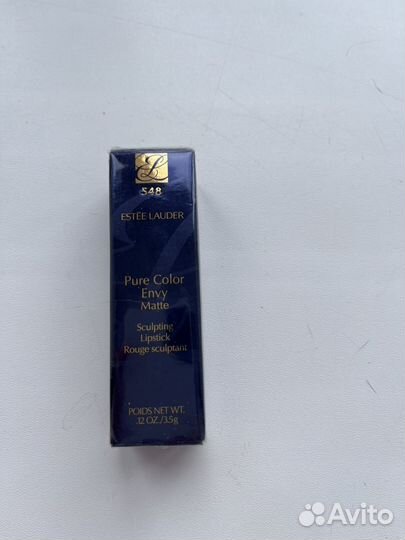 548
ESTĒE LAUDER
Pure Color
Envy
Matte
Sculpting
Lipstick
Rouge sculptant
POIDS NET WT.
.12 OZ./3.5g
Avito